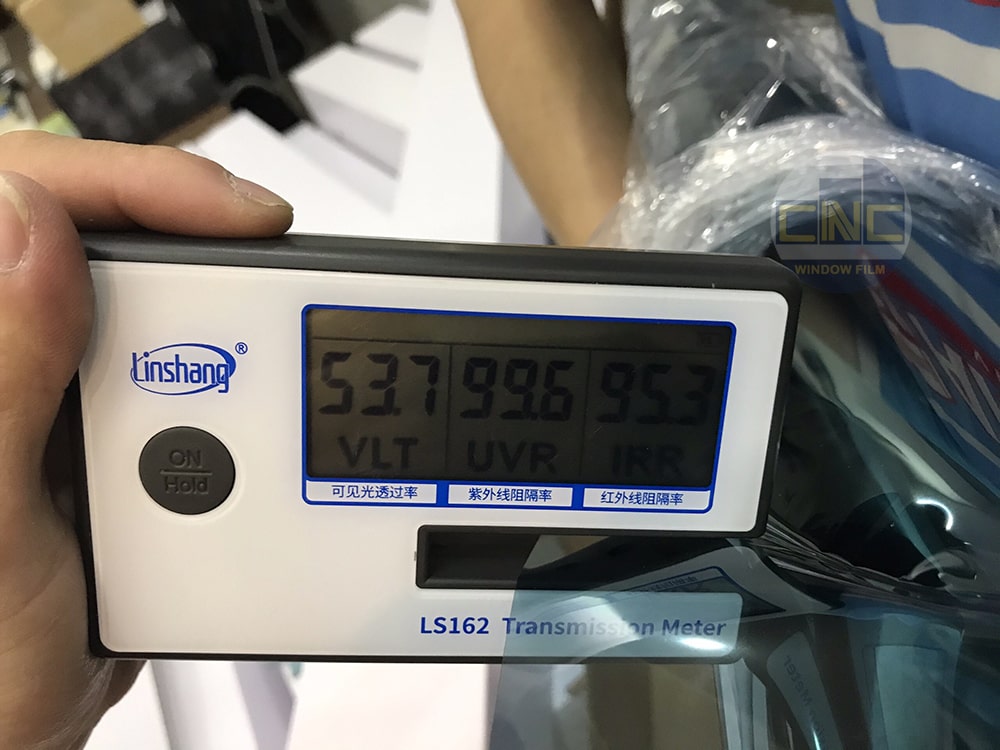 CNC
WINDOW FILM
Linshang®
ON
Hold
53.7 99.6 95.3
VLT UVR IRR
可见光透过率 紫外线阻隔率 红外线阻隔率
LS162 Transmission Meter
Meter